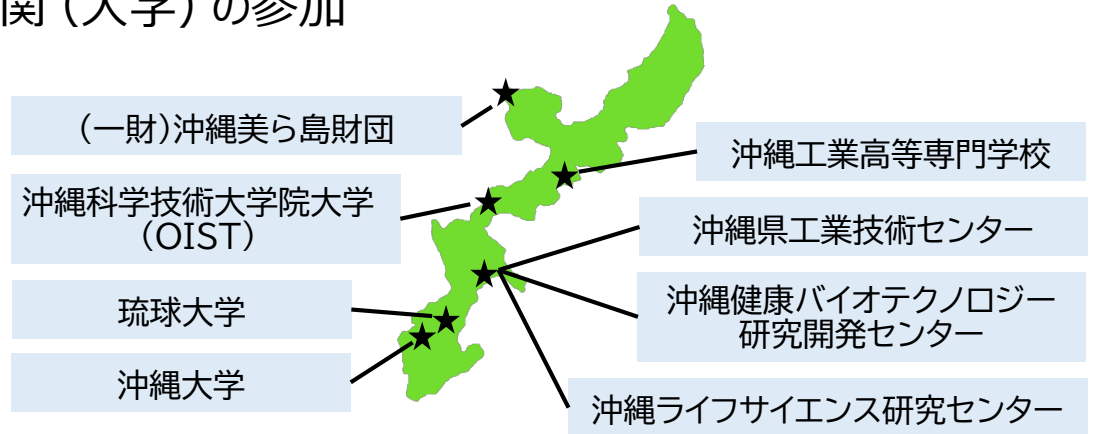 関（大学）の参加
（一財）沖縄美ら島財団
沖縄科学技術大学院大学
（OIST）
琉球大学
沖縄大学
沖縄工業高等専門学校
沖縄県工業技術センター
沖縄健康バイオテクノロジー
研究開発センター
沖縄ライフサイエンス研究センター